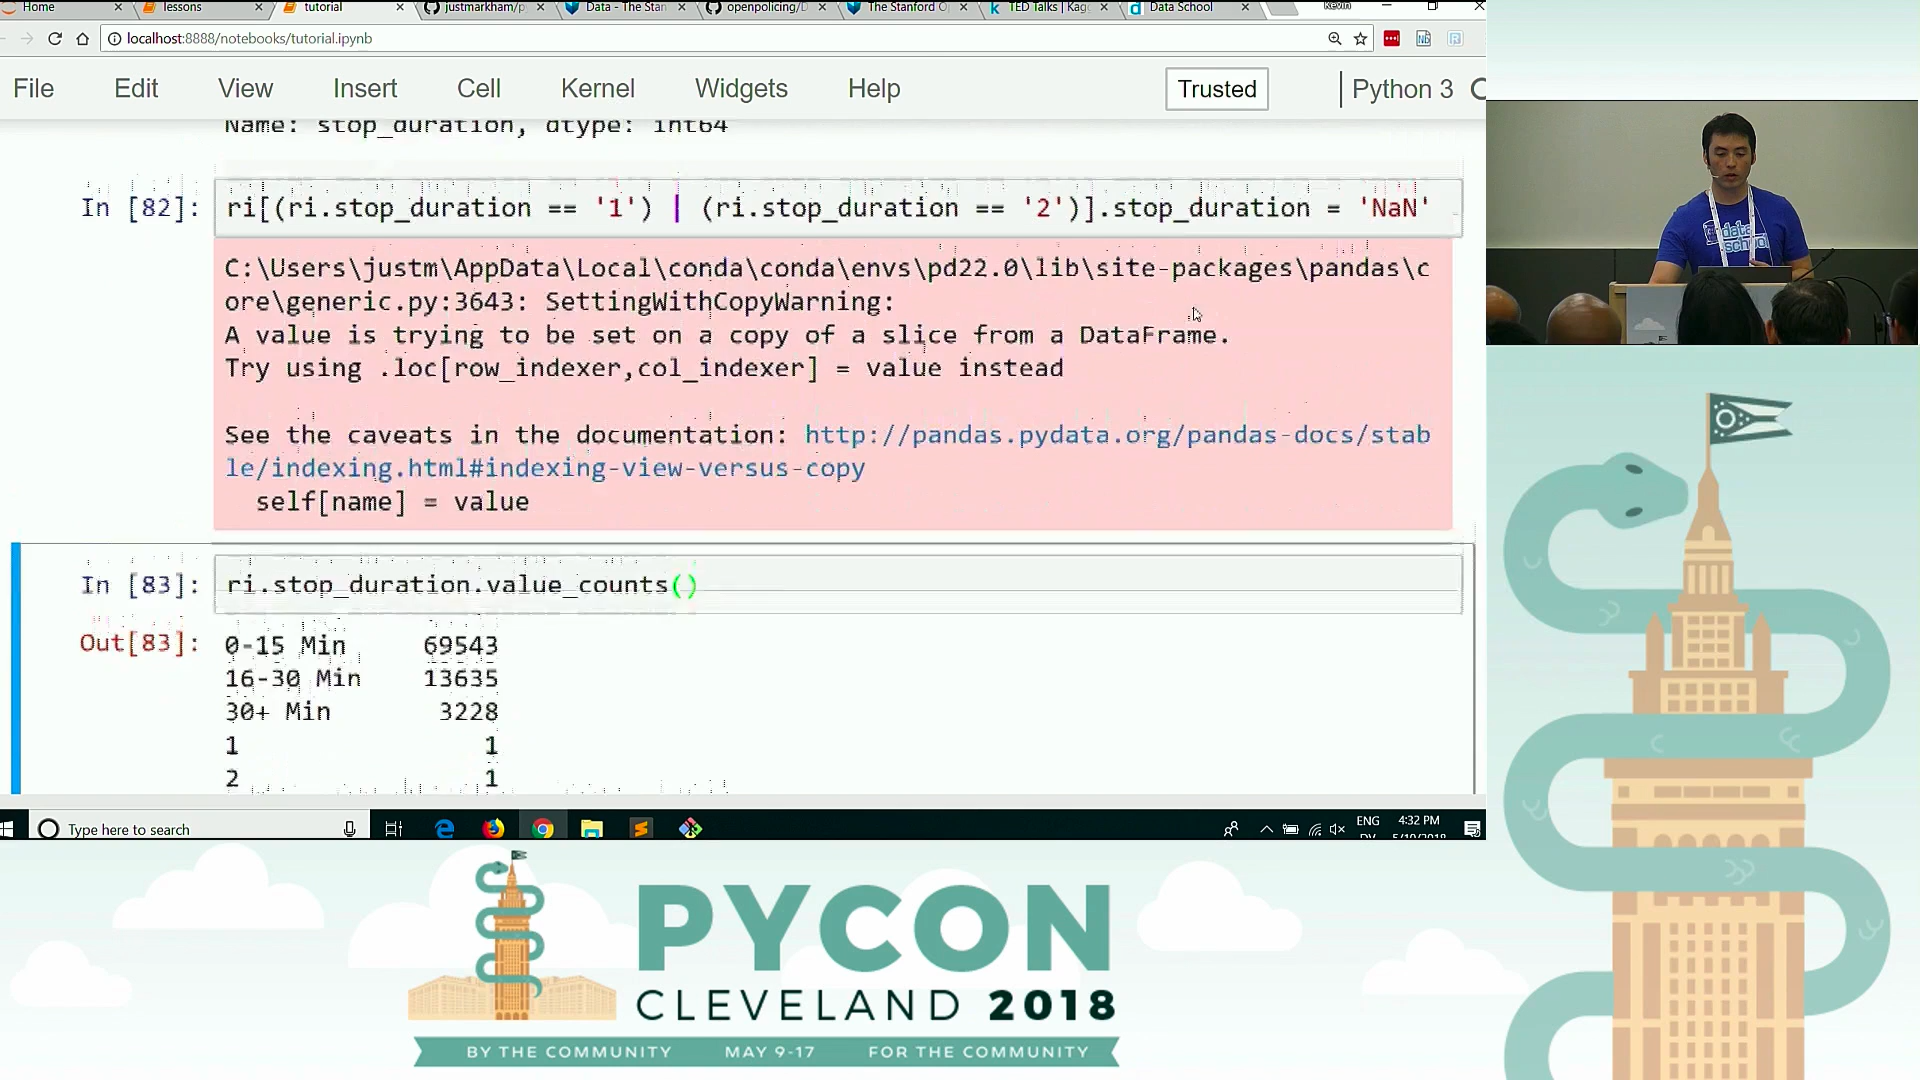 Home
lessons
tutorial
justmarkham/p
Data - The Stan
openpolicing/D
The Stanford O
TED Talks | Kag
Data School
Kevin
localhost:8888/notebooks/tutorial.ipynb
File Edit View Insert Cell Kernel Widgets Help Trusted Python 3
Name: stop_duration, dtype: int64
In [82]: ri[(ri.stop_duration == '1') | (ri.stop_duration == '2')].stop_duration = 'NaN'
C:\Users\justm\AppData\Local\conda\conda\envs\pd22.0\lib\site-packages\pandas\c
ore\generic.py:3643: SettingWithCopyWarning:
A value is trying to be set on a copy of a slice from a DataFrame.
Try using .loc[row_indexer,col_indexer] = value instead
See the caveats in the documentation: http://pandas.pydata.org/pandas-docs/stab
le/indexing.html#indexing-view-versus-copy
self[name] = value
In [83]: ri.stop_duration.value_counts()
Out[83]: 0-15 Min 69543
16-30 Min 13635
30+ Min 3228
1 1
2 1
Type here to search
ENG
4:32 PM
5/10/2018
data
school
PYCON
CLEVELAND 2018
BY THE COMMUNITY MAY 9-17 FOR THE COMMUNITY